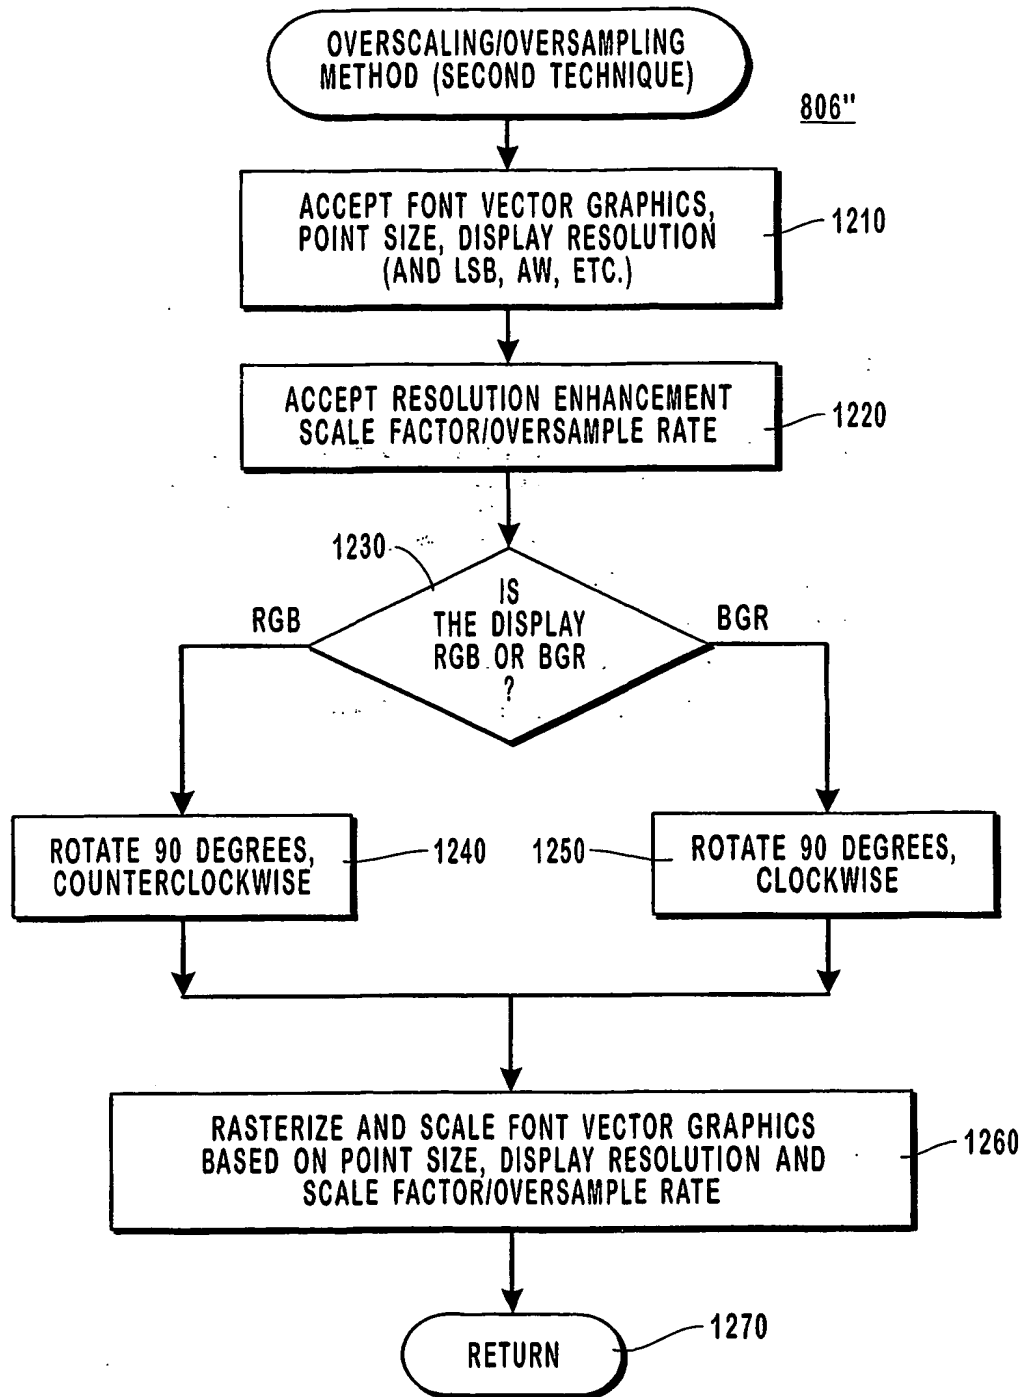 OVERSCALING/OVERSAMPLING
METHOD (SECOND TECHNIQUE)
806"
ACCEPT FONT VECTOR GRAPHICS,
POINT SIZE, DISPLAY RESOLUTION
(AND LSB, AW, ETC.)
1210
ACCEPT RESOLUTION ENHANCEMENT
SCALE FACTOR/OVERSAMPLE RATE
1220
1230
IS
THE DISPLAY
RGB OR BGR
?
RGB
BGR
ROTATE 90 DEGREES,
COUNTERCLOCKWISE
1240
1250
ROTATE 90 DEGREES,
CLOCKWISE
RASTERIZE AND SCALE FONT VECTOR GRAPHICS
BASED ON POINT SIZE, DISPLAY RESOLUTION AND
SCALE FACTOR/OVERSAMPLE RATE
1260
RETURN
1270